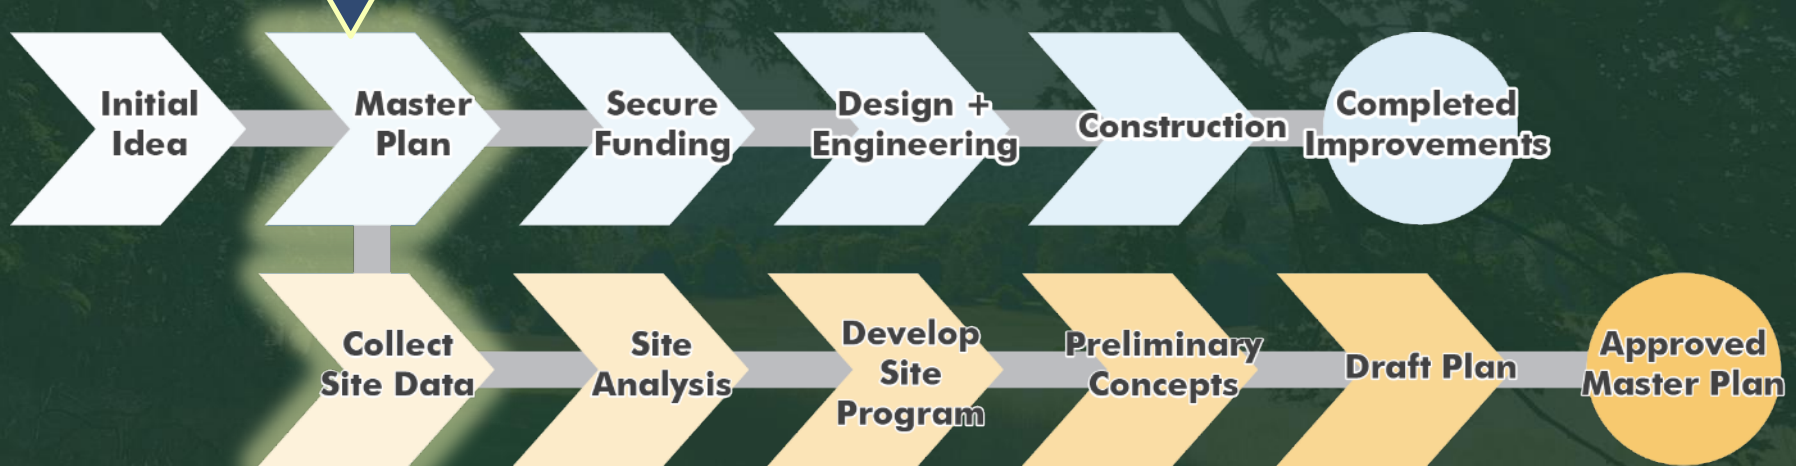 Initial
Idea
Master
Plan
Secure
Funding
Design +
Engineering
Construction
Completed
Improvements
Collect
Site Data
Site
Analysis
Develop
Site
Program
Preliminary
Concepts
Draft Plan
Approved
Master Plan